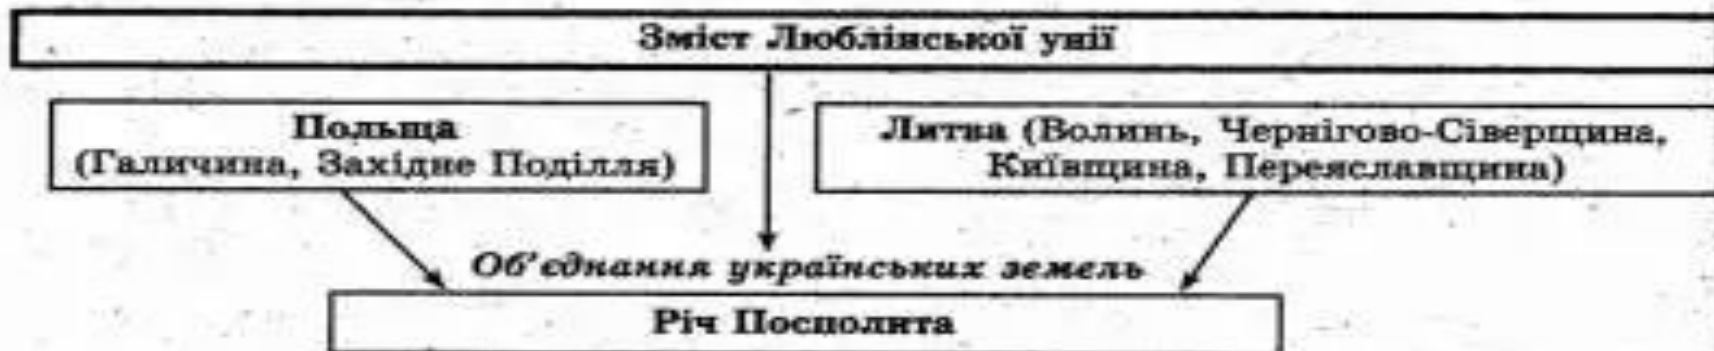 Зміст Люблінської унії
Польща
(Галичина, Західне Поділля)
Литва (Волинь, Чернігово-Сіверщина,
Київщина, Переяславщина)
Об’єднання українських земель
Річ Посполита